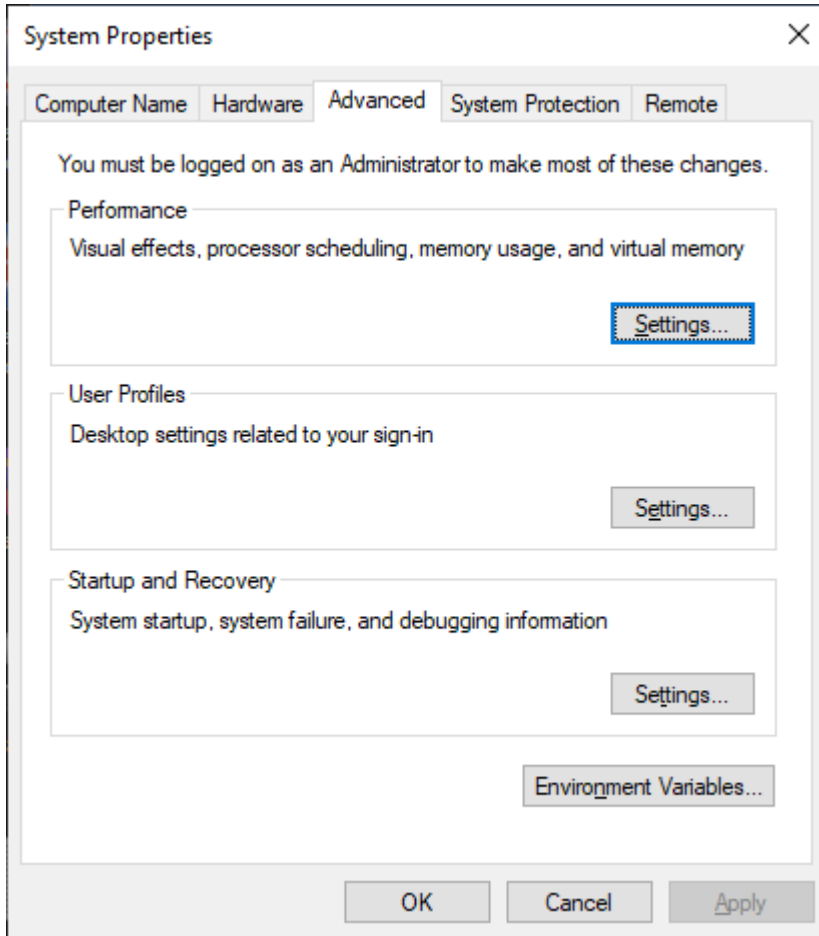 System Properties
Computer Name Hardware Advanced System Protection Remote
You must be logged on as an Administrator to make most of these changes.
Performance
Visual effects, processor scheduling, memory usage, and virtual memory
Settings...
User Profiles
Desktop settings related to your sign-in
Settings...
Startup and Recovery
System startup, system failure, and debugging information
Settings...
Environment Variables...
OK Cancel Apply